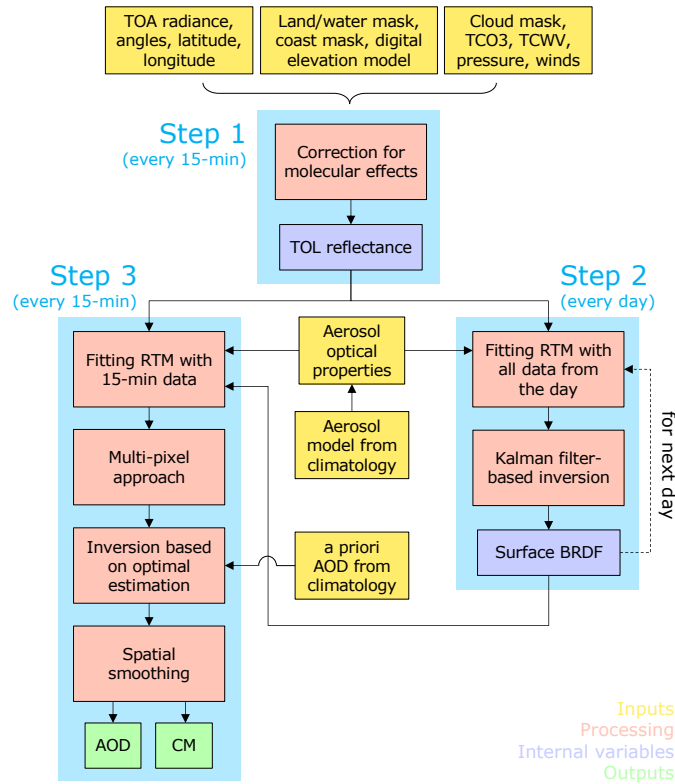 TOA radiance,
angles, latitude,
longitude
Land/water mask,
coast mask, digital
elevation model
Cloud mask,
TCO3, TCWV,
pressure, winds
Step 1
(every 15-min)
Correction for
molecular effects
TOL reflectance
Step 3
(every 15-min)
Step 2
(every day)
Fitting RTM with
15-min data
Aerosol
optical
properties
Fitting RTM with
all data from
the day
Multi-pixel
approach
Aerosol
model from
climatology
Kalman filter-
based inversion
for next day
Inversion based
on optimal
estimation
a priori
AOD from
climatology
Surface BRDF
Spatial
smoothing
AOD
CM
Inputs
Processing
Internal variables
Outputs